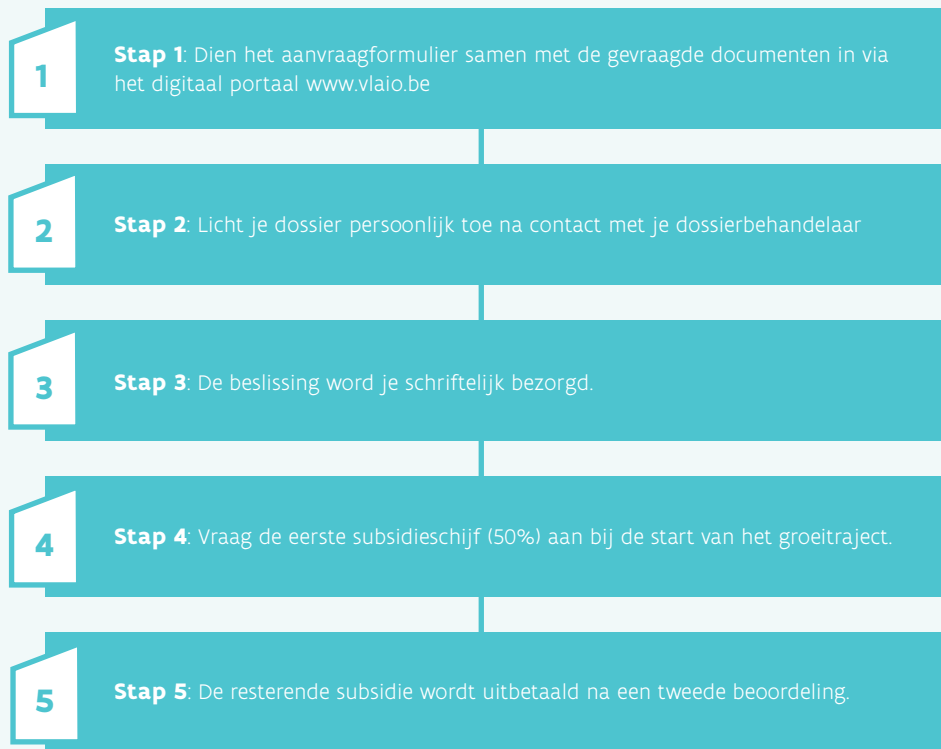 1
Stap 1: Dien het aanvraagformulier samen met de gevraagde documenten in via
het digitaal portaal www.vlaio.be
2
Stap 2: Licht je dossier persoonlijk toe na contact met je dossierbehandelaar
3
Stap 3: De beslissing word je schriftelijk bezorgd.
4
Stap 4: Vraag de eerste subsidieschijf (50%) aan bij de start van het groeitraject.
5
Stap 5: De resterende subsidie wordt uitbetaald na een tweede beoordeling.